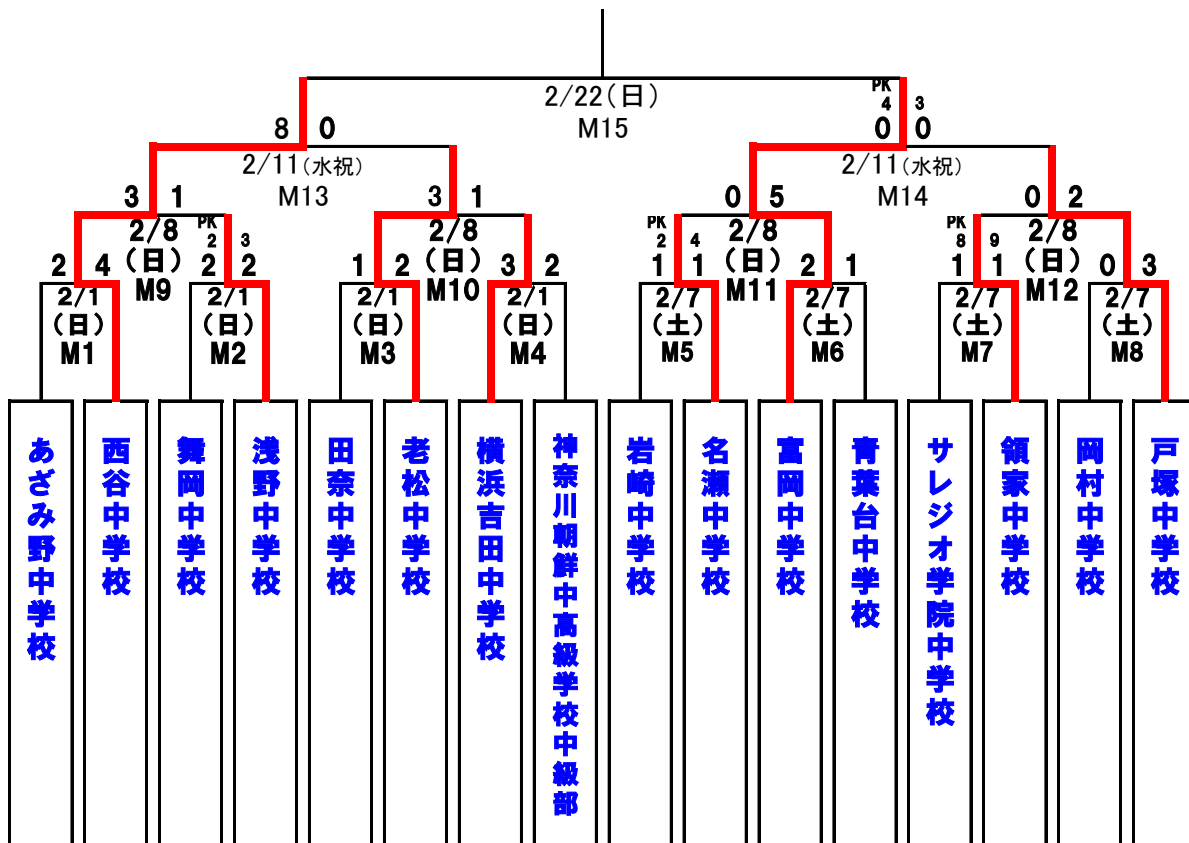 PK
2/22(日)
4 3
M15
8 0
0 0
2/11(水祝)
M13
2/11(水祝)
M14
3 1
3 1
0 5
0 2
PK
2 3
2/8
(日)
M9
2/8
(日)
M10
PK
2 4
2/8
(日)
M11
PK
8 9
2/8
(日)
M12
2 4
2 2
1 2
3 2
1 1
2 1
1 1
0 3
2/1
(日)
M1
2/1
(日)
M2
2/1
(日)
M3
2/1
(日)
M4
2/7
(土)
M5
2/7
(土)
M6
2/7
(土)
M7
2/7
(土)
M8
あざみ野中学校
西谷中学校
舞岡中学校
浅野中学校
田奈中学校
老松中学校
横浜吉田中学校
神奈川朝鮮中高級学校中級部
岩崎中学校
名瀬中学校
富岡中学校
青葉台中学校
サレジオ学院中学校
領家中学校
岡村中学校
戸塚中学校